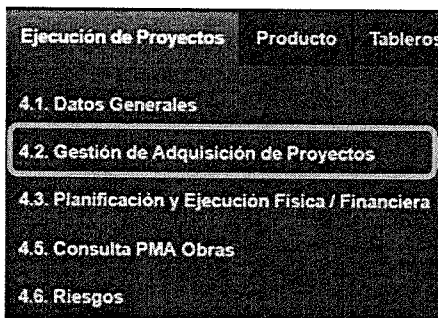 Ejecución de Proyectos Producto Tableros
4.1. Datos Generales
4.2. Gestión de Adquisición de Proyectos
4.3. Planificación y Ejecución Física / Financiera
4.5. Consulta PMA Obras
4.6. Riesgos